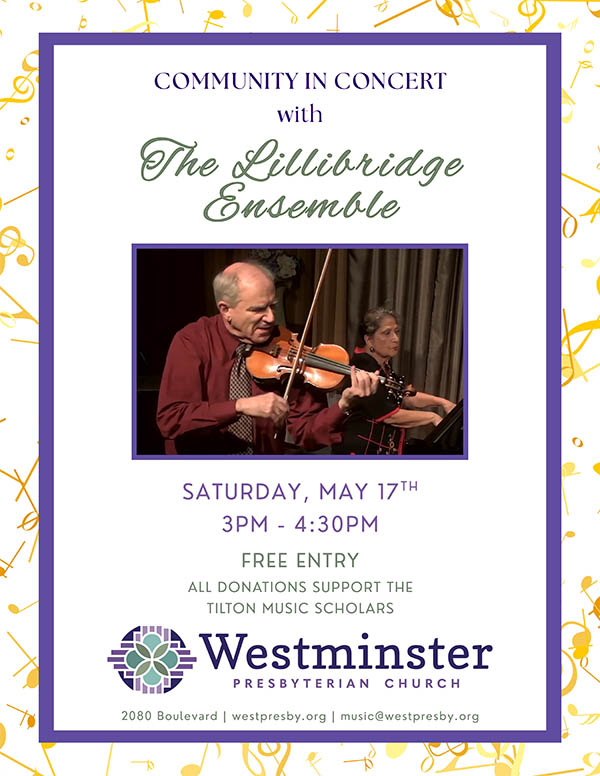 COMMUNITY IN CONCERT
with
The Lillibridge
Ensemble
SATURDAY, MAY 17TH
3PM - 4:30PM
FREE ENTRY
ALL DONATIONS SUPPORT THE
TILTON MUSIC SCHOLARS
Westminster
PRESBYTERIAN CHURCH
2080 Boulevard | westpresby.org | music@westpresby.org